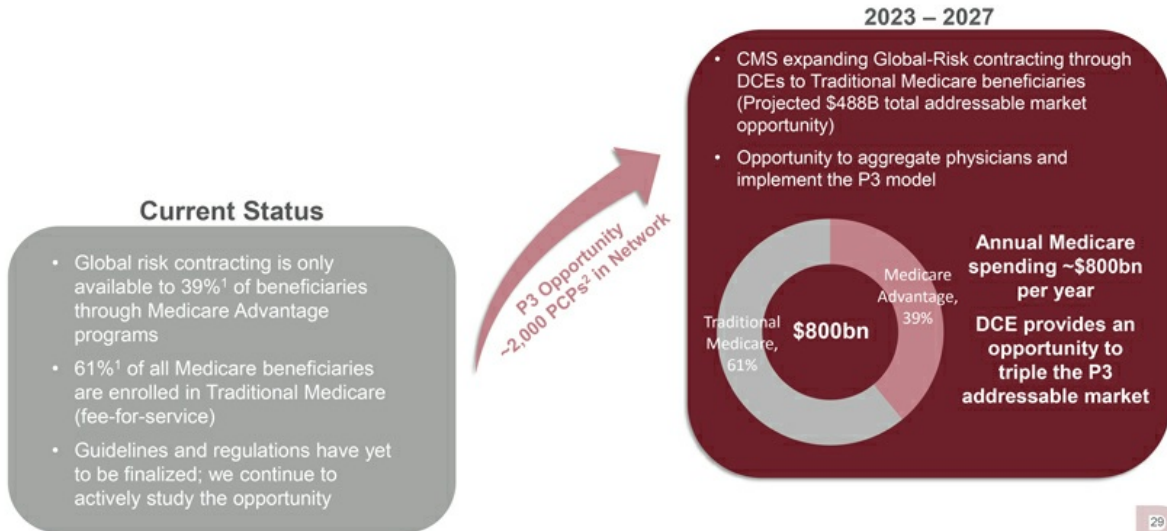 Current Status
• Global risk contracting is only
available to 39%¹ of beneficiaries
through Medicare Advantage
programs
• 61%¹ of all Medicare beneficiaries
are enrolled in Traditional Medicare
(fee-for-service)
• Guidelines and regulations have yet
to be finalized; we continue to
actively study the opportunity
P3 Opportunity
~2,000 PCPs² in Network
2023 – 2027
• CMS expanding Global-Risk contracting through
DCEs to Traditional Medicare beneficiaries
(Projected $488B total addressable market
opportunity)
• Opportunity to aggregate physicians and
implement the P3 model
Medicare
Advantage,
39%
Traditional
Medicare,
61%
$800bn
Annual Medicare
spending ~$800bn
per year
DCE provides an
opportunity to
triple the P3
addressable market
29